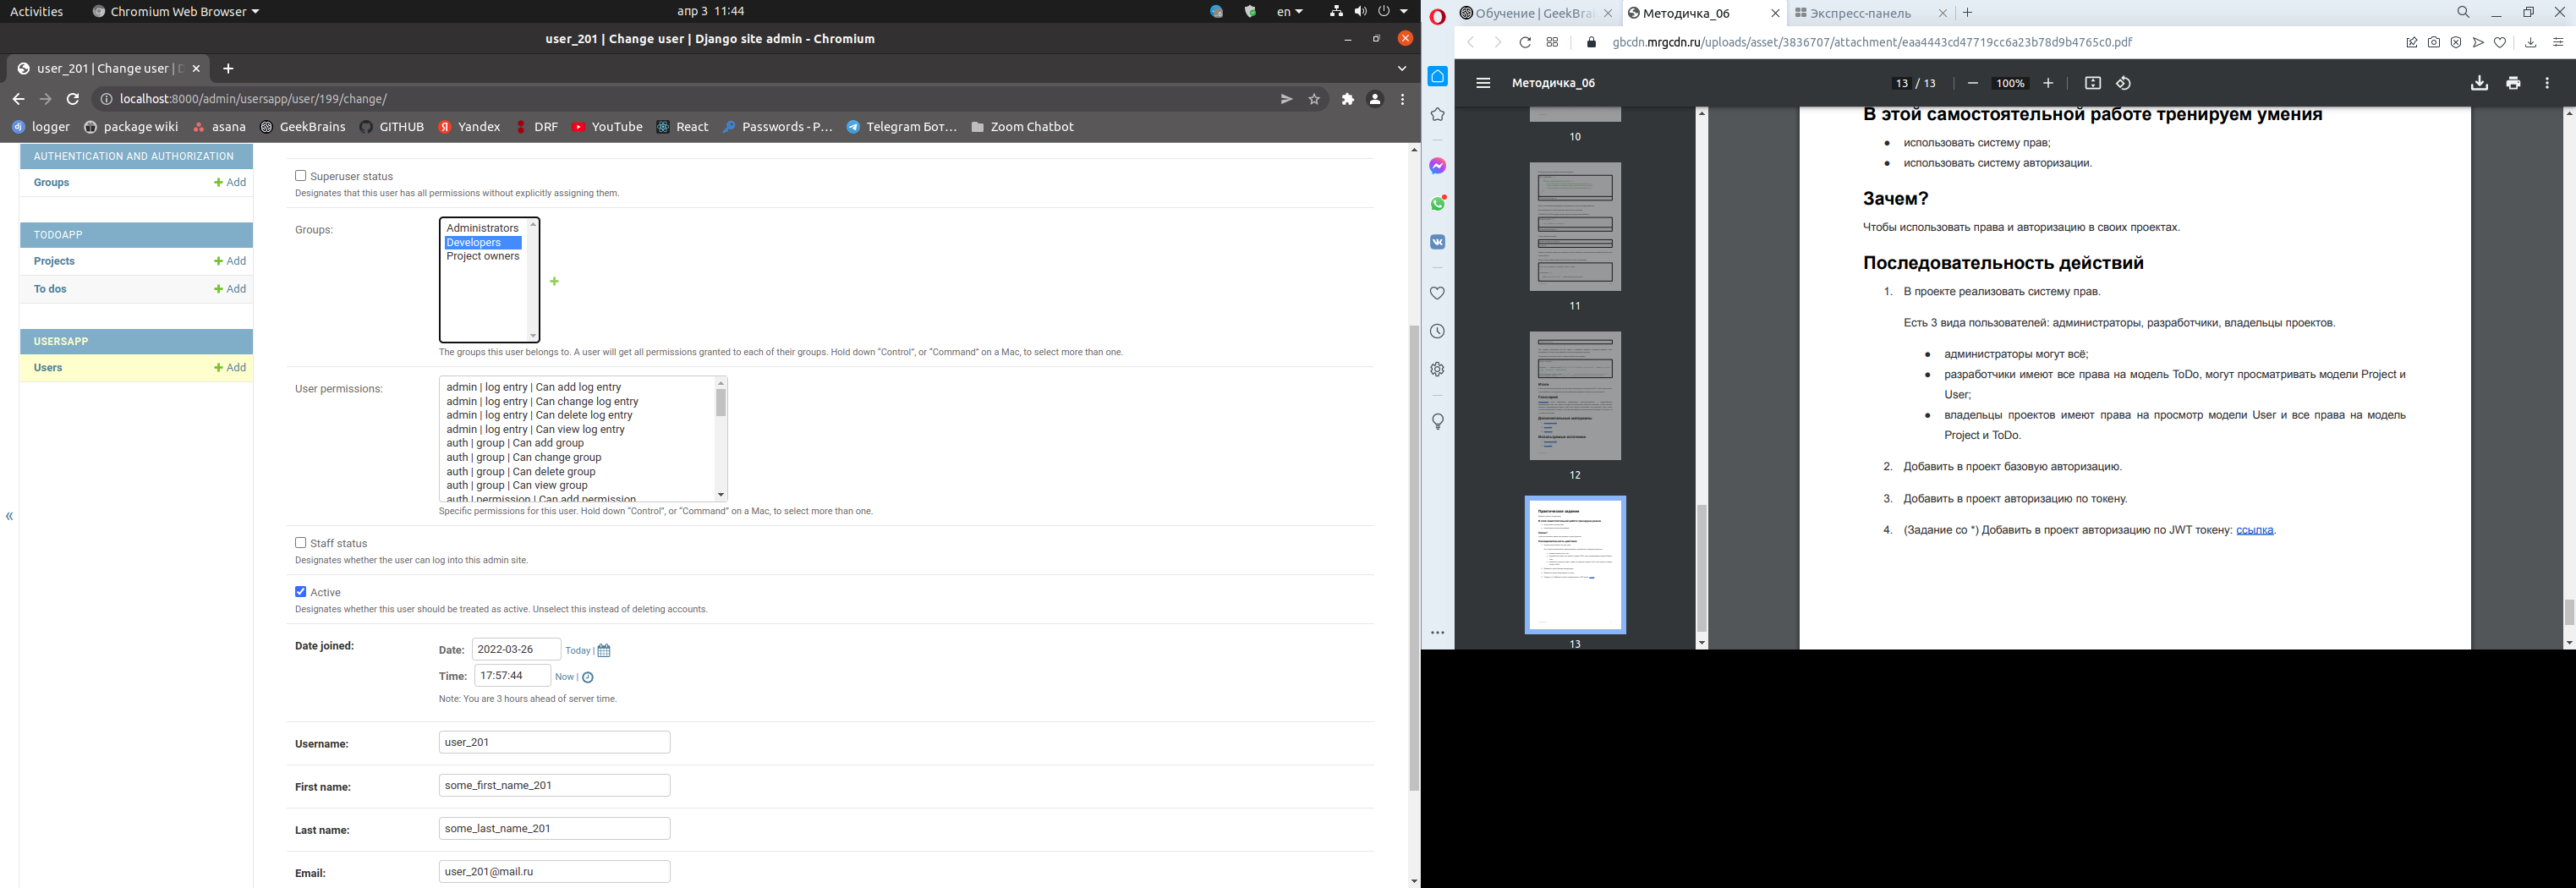 Activities
Chromium Web Browser
апр 3 11:44
en
user_201 | Change user | Django site admin - Chromium
user_201 | Change user | D
localhost:8000/admin/usersapp/user/199/change/
logger
package wiki
asana
GeekBrains
GITHUB
Yandex
DRF
YouTube
React
Passwords - P…
Telegram Бот…
Zoom Chatbot
AUTHENTICATION AND AUTHORIZATION
Groups
Add
TODOAPP
Projects
Add
To dos
Add
USERSAPP
Users
Add
«
Superuser status
Designates that this user has all permissions without explicitly assigning them.
Groups:
Administrators
Developers
Project owners
The groups this user belongs to. A user will get all permissions granted to each of their groups. Hold down “Control”, or “Command” on a Mac, to select more than one.
User permissions:
admin | log entry | Can add log entry
admin | log entry | Can change log entry
admin | log entry | Can delete log entry
admin | log entry | Can view log entry
auth | group | Can add group
auth | group | Can change group
auth | group | Can delete group
auth | group | Can view group
auth | permission | Can add permission
Specific permissions for this user. Hold down “Control”, or “Command” on a Mac, to select more than one.
Staff status
Designates whether the user can log into this admin site.
Active
Designates whether this user should be treated as active. Unselect this instead of deleting accounts.
Date joined:
Date: 2022-03-26 Today |
Time: 17:57:44 Now |
Note: You are 3 hours ahead of server time.
Username: user_201
First name: some_first_name_201
Last name: some_last_name_201
Email: user_201@mail.ru
Обучение | GeekBrai
Методичка_06
Экспресс-панель
gbcdn.mrgcdn.ru/uploads/asset/3836707/attachment/eaa4443cd47719cc6a23b78d9b4765c0.pdf
Методичка_06
13 / 13
100%
10
11
12
13
В этой самостоятельной работе тренируем умения
● использовать систему прав;
● использовать систему авторизации.
Зачем?
Чтобы использовать права и авторизацию в своих проектах.
Последовательность действий
1. В проекте реализовать систему прав.
Есть 3 вида пользователей: администраторы, разработчики, владельцы проектов.
● администраторы могут всё;
● разработчики имеют все права на модель ToDo, могут просматривать модели Project и
User;
● владельцы проектов имеют права на просмотр модели User и все права на модель
Project и ToDo.
2. Добавить в проект базовую авторизацию.
3. Добавить в проект авторизацию по токену.
4. (Задание со *) Добавить в проект авторизацию по JWT токену: ссылка.